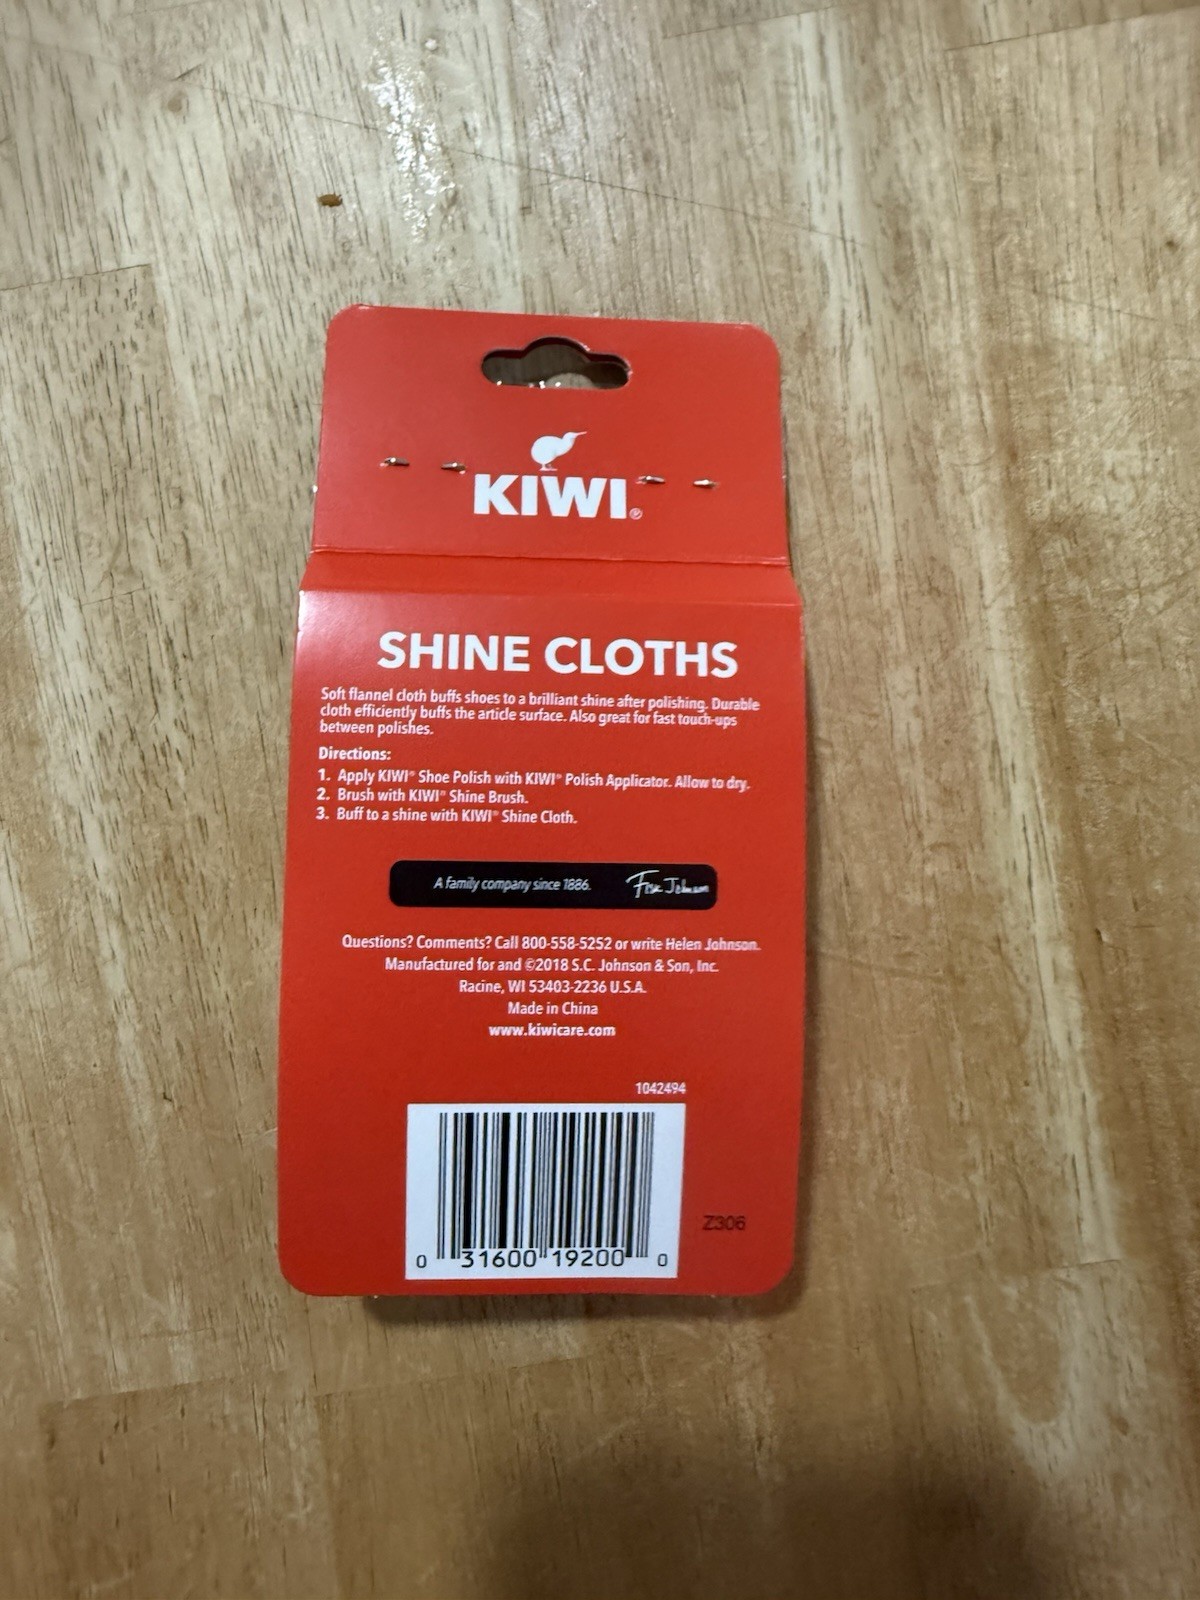 KIWI®
SHINE CLOTHS
Soft flannel cloth buffs shoes to a brilliant shine after polishing. Durable
cloth efficiently buffs the article surface. Also great for fast touch-ups
between polishes.
Directions:
1. Apply KIWI® Shoe Polish with KIWI® Polish Applicator. Allow to dry.
2. Brush with KIWI® Shine Brush.
3. Buff to a shine with KIWI® Shine Cloth.
A family company since 1886. Fisk Johnson
Questions? Comments? Call 800-558-5252 or write Helen Johnson.
Manufactured for and ©2018 S.C. Johnson & Son, Inc.
Racine, WI 53403-2236 U.S.A.
Made in China
www.kiwicare.com
1042494
Z306
0 31600 19200 0